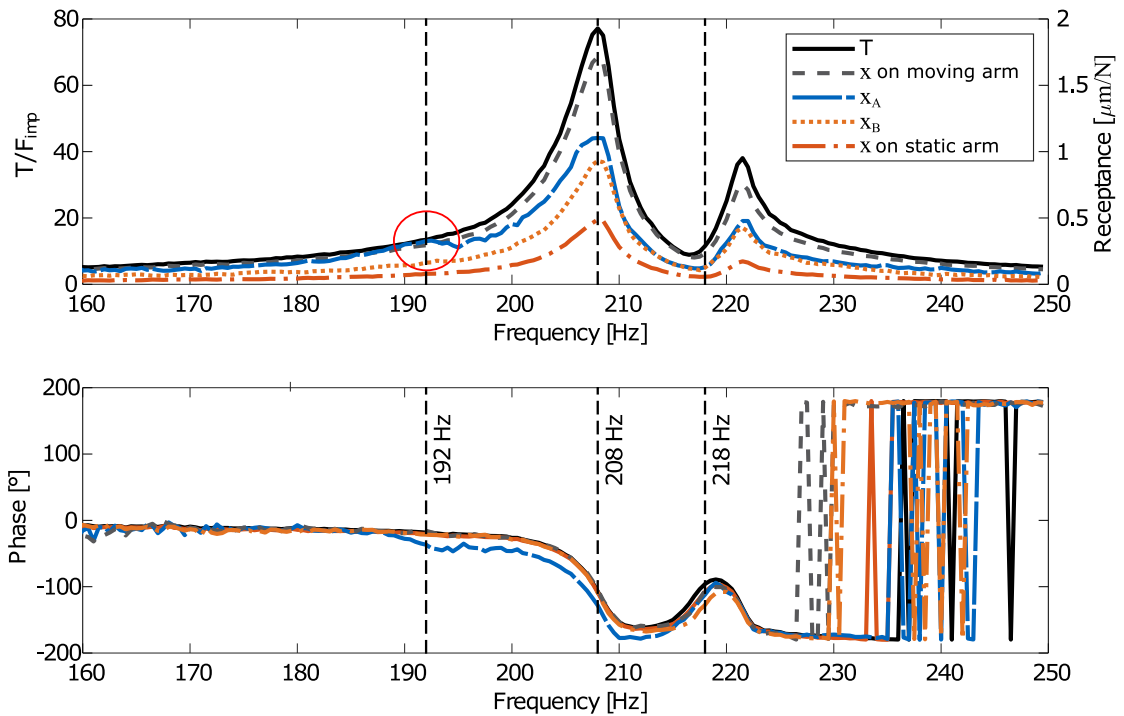 80
60
40
20
0
T/F_imp
2
1.5
1
0.5
0
Receptance [μm/N]
T
x on moving arm
x_A
x_B
x on static arm
160 170 180 190 200 210 220 230 240 250
Frequency [Hz]
200
100
0
-100
-200
Phase [°]
192 Hz
208 Hz
218 Hz
160 170 180 190 200 210 220 230 240 250
Frequency [Hz]